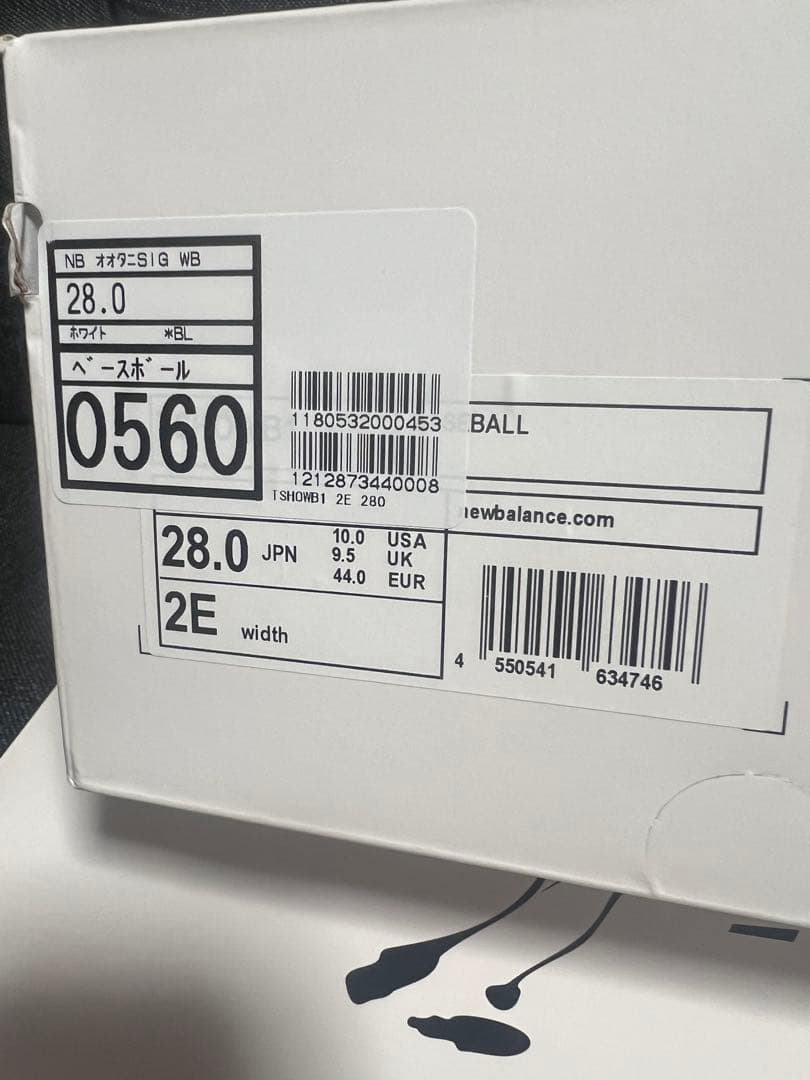 NB オオタニSIG WB
28.0
ホワイト *BL
ベースボール
0560
1180532000453
1212873440008
TSHOWB1 2E 280
BALL
newbalance.com
28.0 JPN
10.0 USA
9.5 UK
44.0 EUR
2E width
4 550541 634746